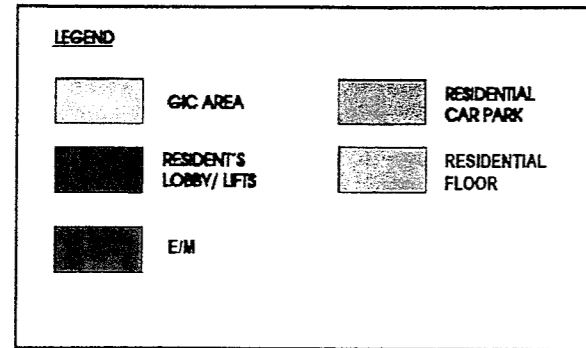 LEGEND
GIC AREA
RESIDENT'S
LOBBY/ LIFTS
E/M
RESIDENTIAL
CAR PARK
RESIDENTIAL
FLOOR